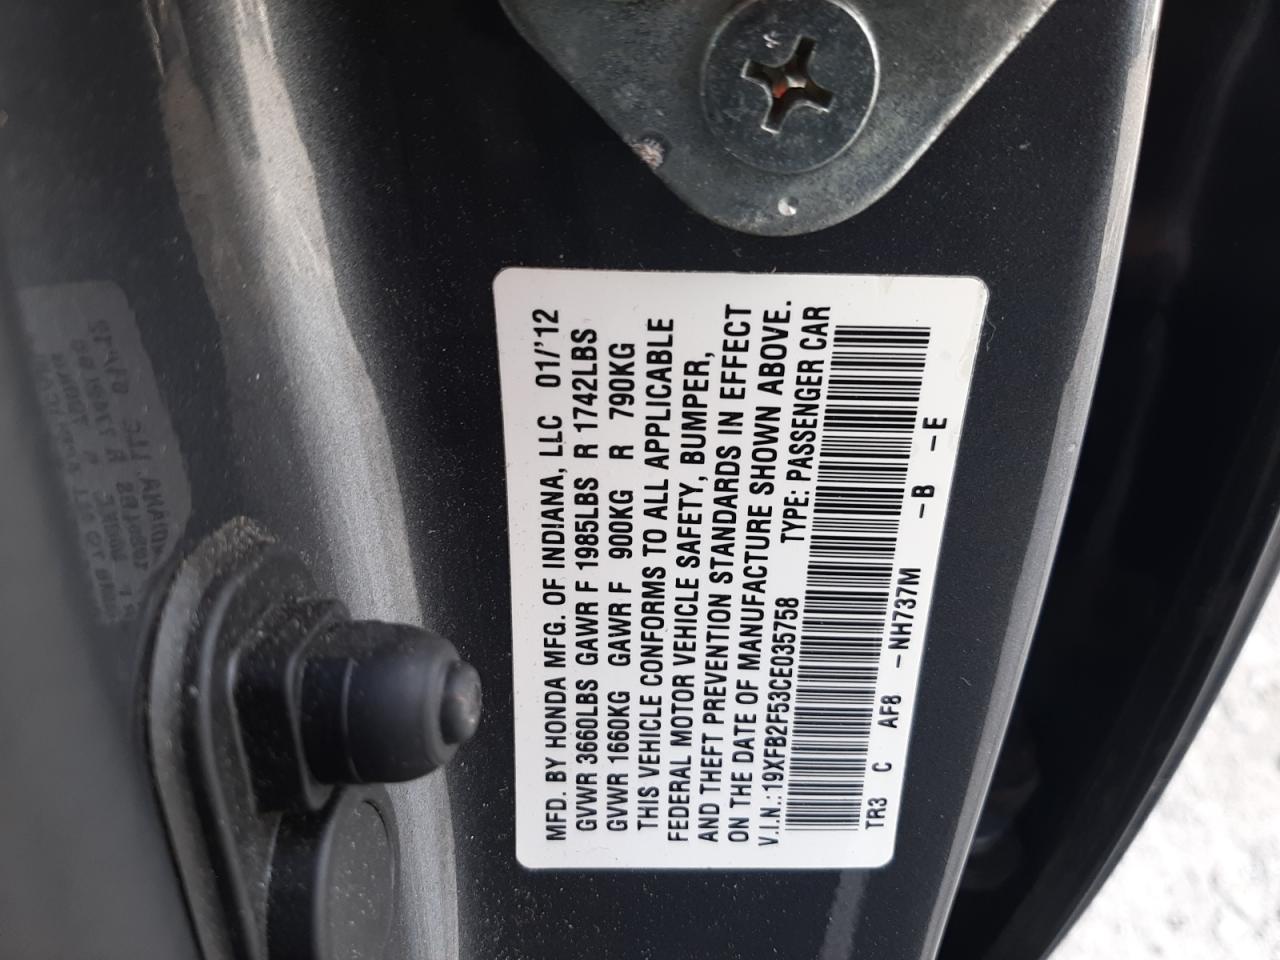 MFD. BY HONDA MFG. OF INDIANA, LLC 01/'12
GVWR 3660LBS GAWR F 1985LBS R 1742LBS
GVWR 1660KG GAWR F 900KG R 790KG
THIS VEHICLE CONFORMS TO ALL APPLICABLE
FEDERAL MOTOR VEHICLE SAFETY, BUMPER,
AND THEFT PREVENTION STANDARDS IN EFFECT
ON THE DATE OF MANUFACTURE SHOWN ABOVE.
V.I.N.:19XFB2F53CE035758 TYPE: PASSENGER CAR
TR3 C AF8 -NH737M -B -E